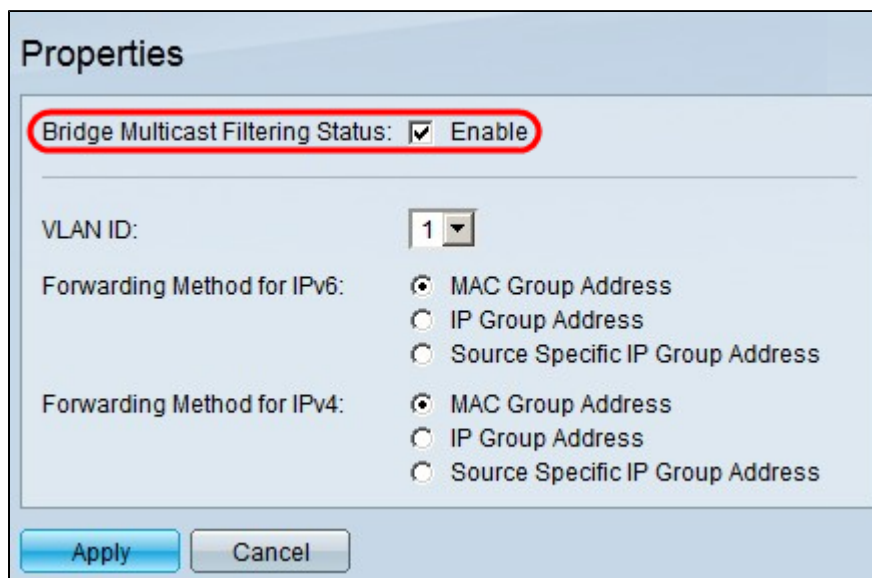 Properties
Bridge Multicast Filtering Status: Enable
VLAN ID: 1
Forwarding Method for IPv6: MAC Group Address
IP Group Address
Source Specific IP Group Address
Forwarding Method for IPv4: MAC Group Address
IP Group Address
Source Specific IP Group Address
Apply Cancel